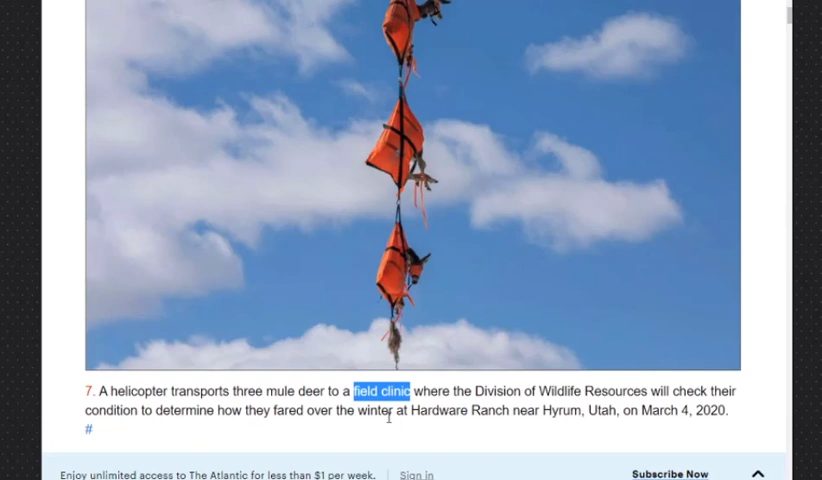 7. A helicopter transports three mule deer to a field clinic where the Division of Wildlife Resources will check their
condition to determine how they fared over the winter at Hardware Ranch near Hyrum, Utah, on March 4, 2020.
#
Enjoy unlimited access to The Atlantic for less than $1 per week.
Sign in
Subscribe Now